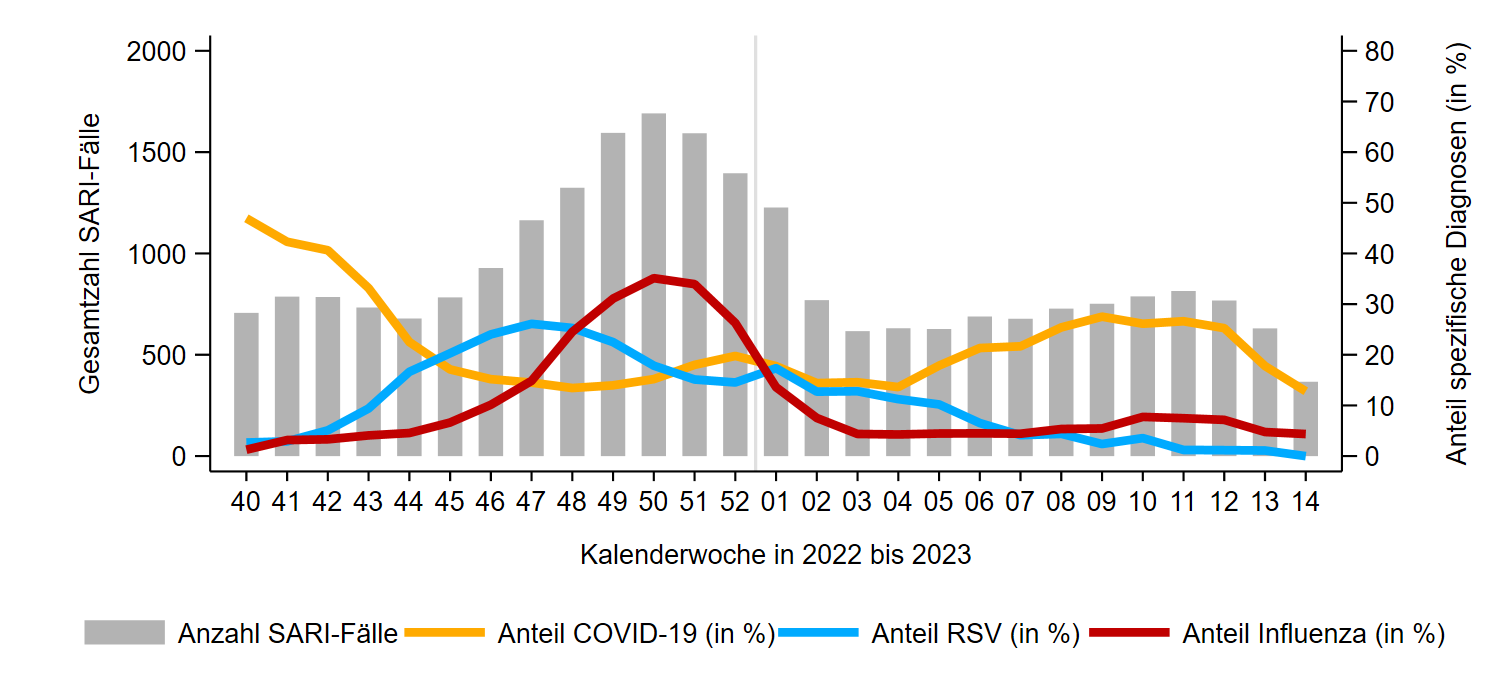 Gesamtzahl SARI-Fälle
2000
1500
1000
500
0
80
70
60
50
40
30
20
10
0
Anteil spezifische Diagnosen (in %)
40 41 42 43 44 45 46 47 48 49 50 51 52 01 02 03 04 05 06 07 08 09 10 11 12 13 14
Kalenderwoche in 2022 bis 2023
Anzahl SARI-Fälle Anteil COVID-19 (in %) Anteil RSV (in %) Anteil Influenza (in %)